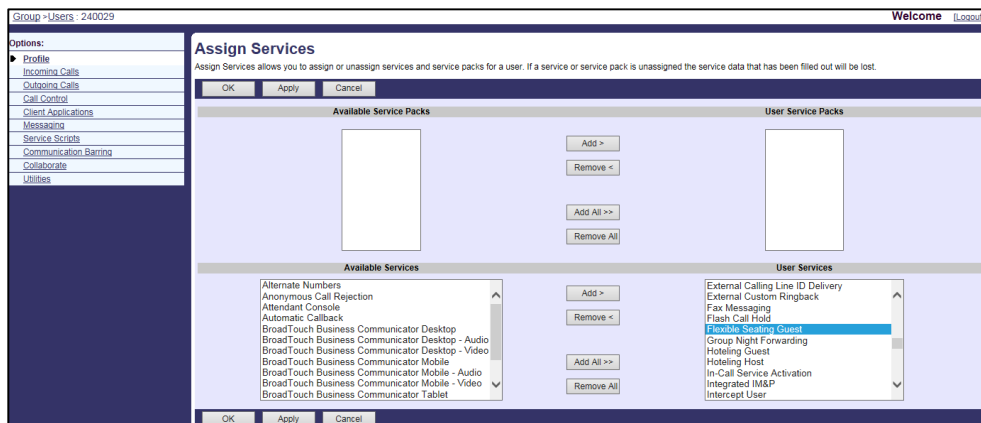 Group >Users : 240029
Welcome [Logout
Options:
Profile
Incoming Calls
Outgoing Calls
Call Control
Client Applications
Messaging
Service Scripts
Communication Barring
Collaborate
Utilities
Assign Services
Assign Services allows you to assign or unassign services and service packs for a user. If a service or service pack is unassigned the service data that has been filled out will be lost.
OK Apply Cancel
Available Service Packs User Service Packs
Add >
Remove <
Add All >>
Remove All
Available Services User Services
Alternate Numbers
Anonymous Call Rejection
Attendant Console
Automatic Callback
BroadTouch Business Communicator Desktop
BroadTouch Business Communicator Desktop - Audio
BroadTouch Business Communicator Desktop - Video
BroadTouch Business Communicator Mobile
BroadTouch Business Communicator Mobile - Audio
BroadTouch Business Communicator Mobile - Video
BroadTouch Business Communicator Tablet
Add >
Remove <
Add All >>
Remove All
External Calling Line ID Delivery
External Custom Ringback
Fax Messaging
Flash Call Hold
Flexible Seating Guest
Group Night Forwarding
Hoteling Guest
Hoteling Host
In-Call Service Activation
Integrated IM&P
Intercept User
OK Apply Cancel